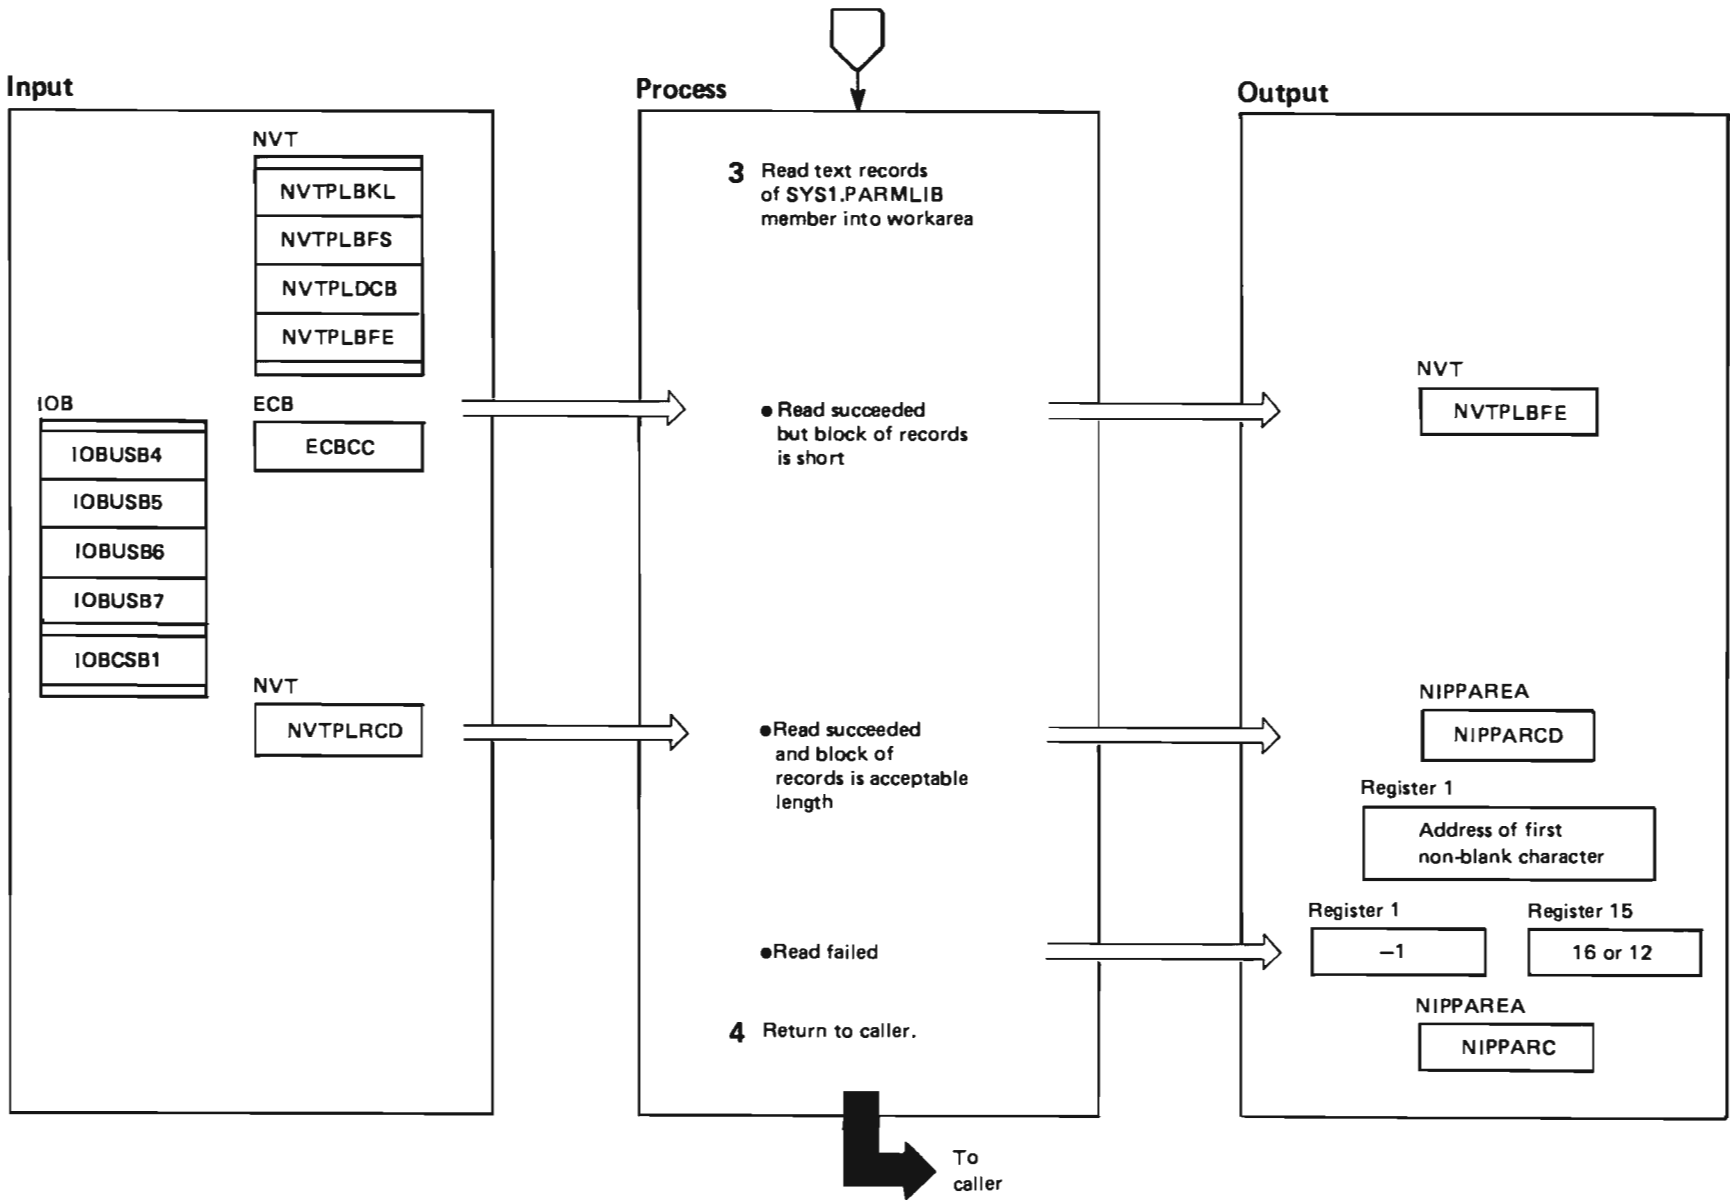 Input
NVT
NVTPLBKL
NVTPLBFS
NVTPLDCB
NVTPLBFE
IOB
IOBUSB4
IOBUSB5
IOBUSB6
IOBUSB7
IOBCSB1
ECB
ECBCC
NVT
NVTPLRCD
Process
3 Read text records
of SYS1.PARMLIB
member into workarea
● Read succeeded
but block of records
is short
●Read succeeded
and block of
records is acceptable
length
●Read failed
4 Return to caller.
To
caller
Output
NVT
NVTPLBFE
NIPPAREA
NIPPARCD
Register 1
Address of first
non-blank character
Register 1
–1
Register 15
16 or 12
NIPPAREA
NIPPARC